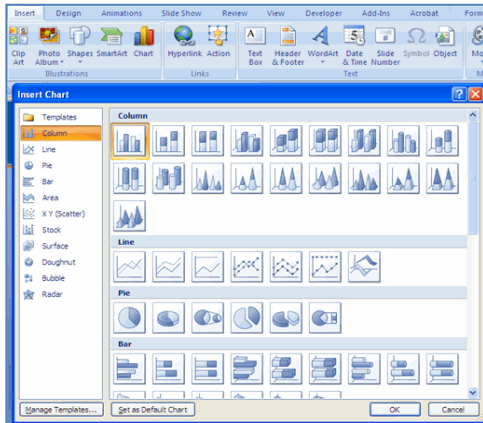 Insert Design Animations Slide Show Review View Developer Add-Ins Acrobat Form
Clip Art Photo Album Shapes SmartArt Chart Hyperlink Action Text Box Header & Footer WordArt Date & Time Slide Number Symbol Object
Illustrations Links Text
Insert Chart
Templates
Column
Line
Pie
Bar
Area
X Y (Scatter)
Stock
Surface
Doughnut
Bubble
Radar
Column
Line
Pie
Bar
Manage Templates... Set as Default Chart OK Cancel